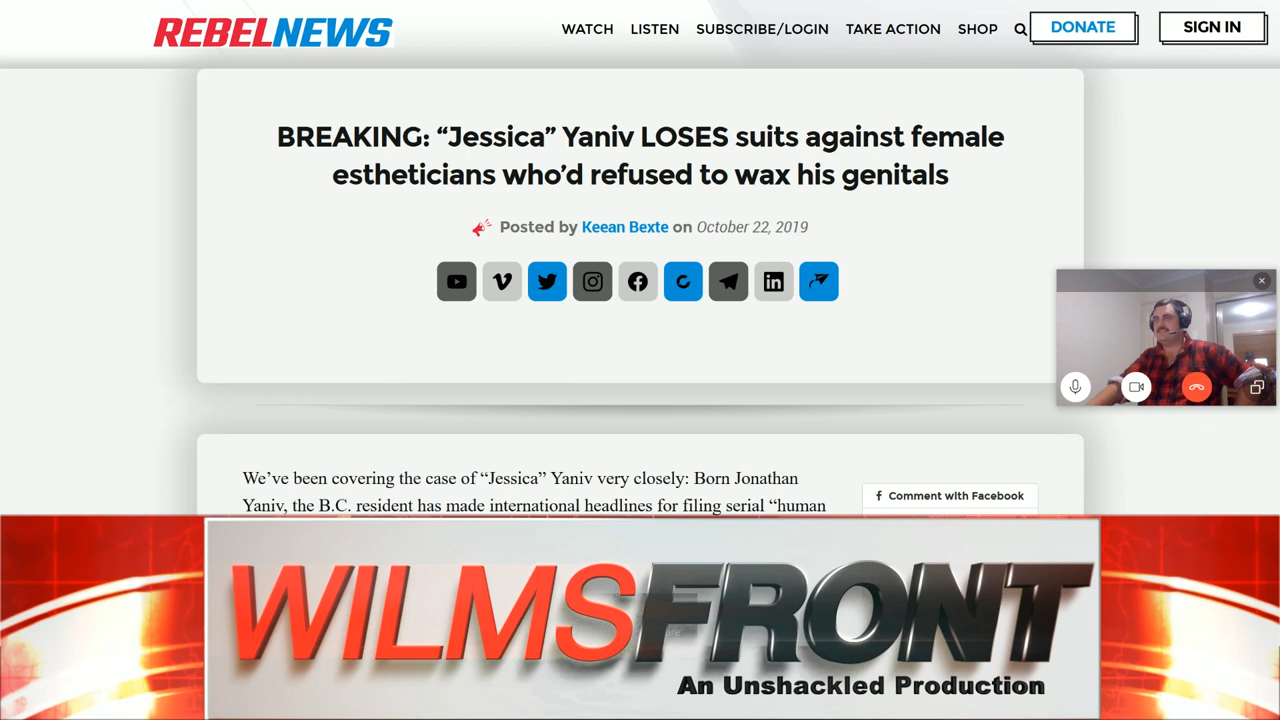 REBELNEWS
WATCH LISTEN SUBSCRIBE/LOGIN TAKE ACTION SHOP DONATE SIGN IN
BREAKING: “Jessica” Yaniv LOSES suits against female
estheticians who’d refused to wax his genitals
Posted by Keean Bexte on October 22, 2019
We’ve been covering the case of “Jessica” Yaniv very closely: Born Jonathan
Yaniv, the B.C. resident has made international headlines for filing serial “human
Comment with Facebook
WILMSFRONT
An Unshackled Production